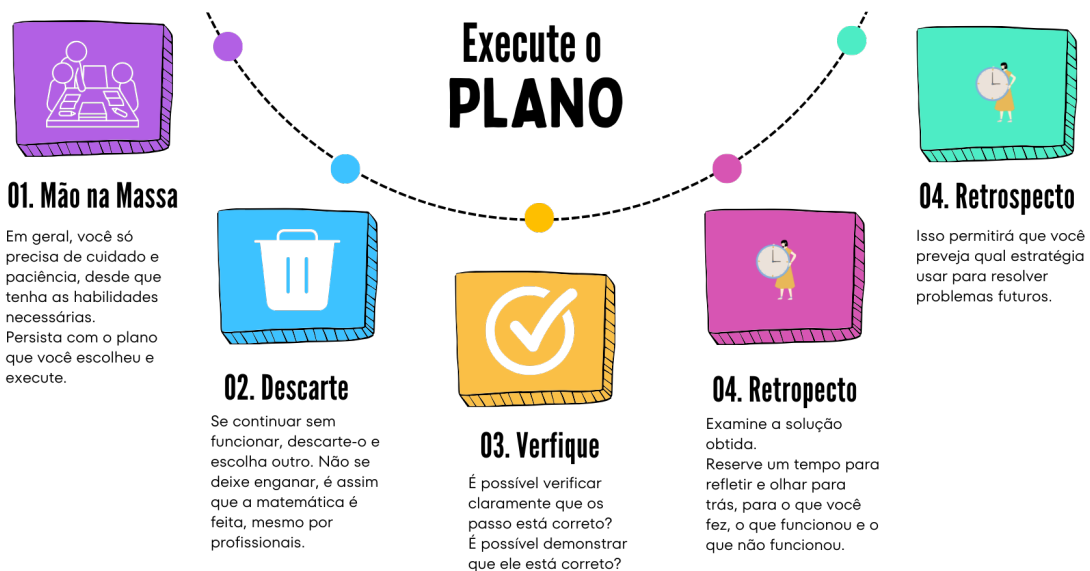 Execute o
PLANO
01. Mão na Massa
Em geral, você só
precisa de cuidado e
paciência, desde que
tenha as habilidades
necessárias.
Persista com o plano
que você escolheu e
execute.
02. Descarte
Se continuar sem
funcionar, descarte-o e
escolha outro. Não se
deixe enganar, é assim
que a matemática é
feita, mesmo por
profissionais.
03. Verfique
É possível verificar
claramente que os
passo está correto?
É possível demonstrar
que ele está correto?
04. Retropecto
Examine a solução
obtida.
Reserve um tempo para
refletir e olhar para
trás, para o que você
fez, o que funcionou e o
que não funcionou.
04. Retrospecto
Isso permitirá que você
preveja qual estratégia
usar para resolver
problemas futuros.